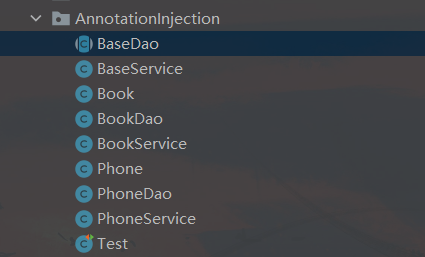 AnnotationInjection
BaseDao
BaseService
Book
BookDao
BookService
Phone
PhoneDao
PhoneService
Test